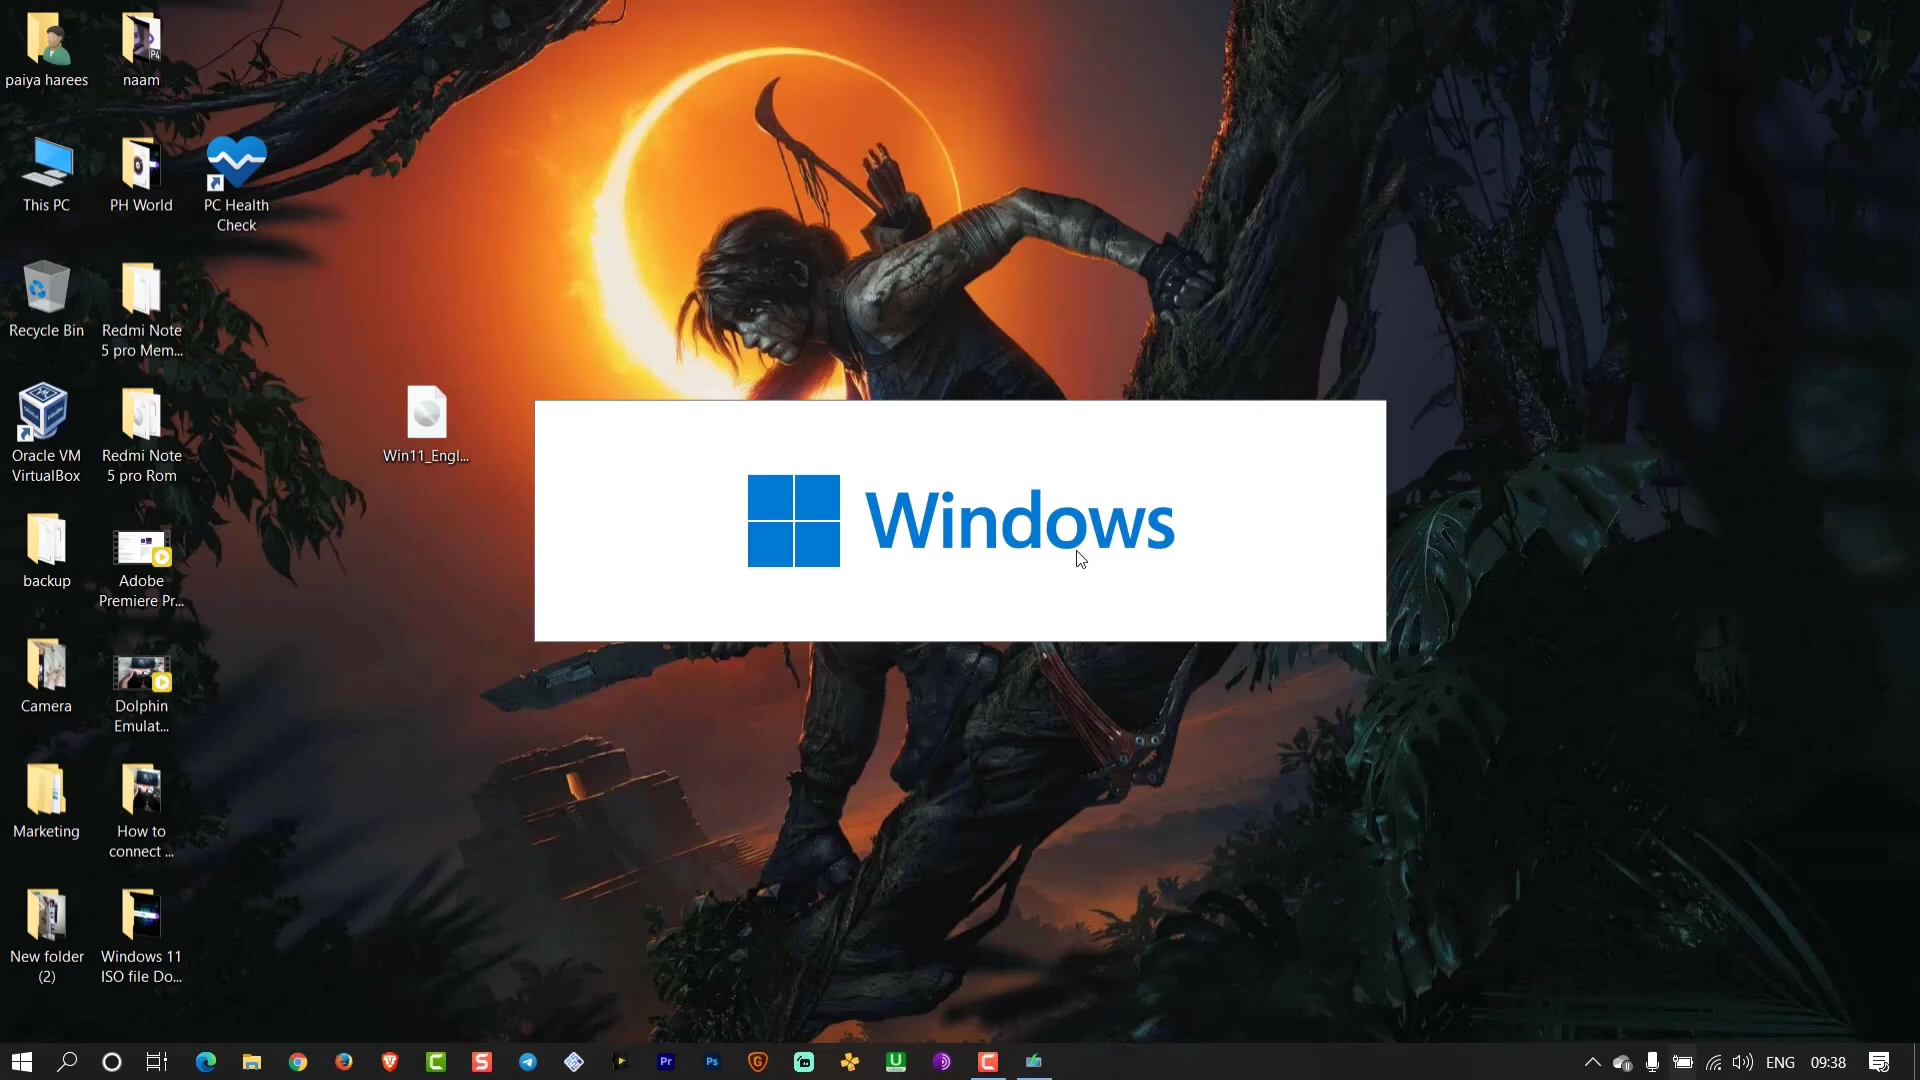 paiya harees
naam
This PC
PH World
PC Health
Check
Recycle Bin
Redmi Note
5 pro Mem...
Oracle VM
VirtualBox
Redmi Note
5 pro Rom
Win11_Engl...
Windows
backup
Adobe
Premiere Pr...
Camera
Dolphin
Emulat...
Marketing
How to
connect ...
New folder
(2)
Windows 11
ISO file Do...
Pr
Ps
ENG
09:38